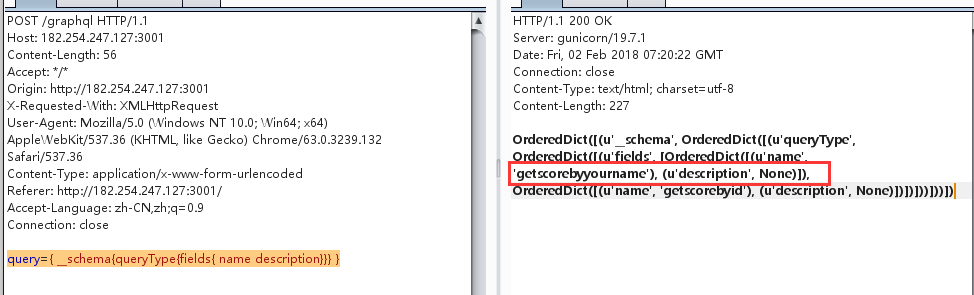 POST /graphql HTTP/1.1
Host: 182.254.247.127:3001
Content-Length: 56
Accept: */*
Origin: http://182.254.247.127:3001
X-Requested-With: XMLHttpRequest
User-Agent: Mozilla/5.0 (Windows NT 10.0; Win64; x64)
AppleWebKit/537.36 (KHTML, like Gecko) Chrome/63.0.3239.132
Safari/537.36
Content-Type: application/x-www-form-urlencoded
Referer: http://182.254.247.127:3001/
Accept-Language: zh-CN,zh;q=0.9
Connection: close
query={ __schema{queryType{fields{ name description}}} }
HTTP/1.1 200 OK
Server: gunicorn/19.7.1
Date: Fri, 02 Feb 2018 07:20:22 GMT
Connection: close
Content-Type: text/html; charset=utf-8
Content-Length: 227
OrderedDict([(u'__schema', OrderedDict([(u'queryType',
OrderedDict([(u'fields', [OrderedDict([(u'name',
'getscorebyyourname'), (u'description', None)]),
OrderedDict([(u'name', 'getscorebyid'), (u'description', None)])])]))]))])